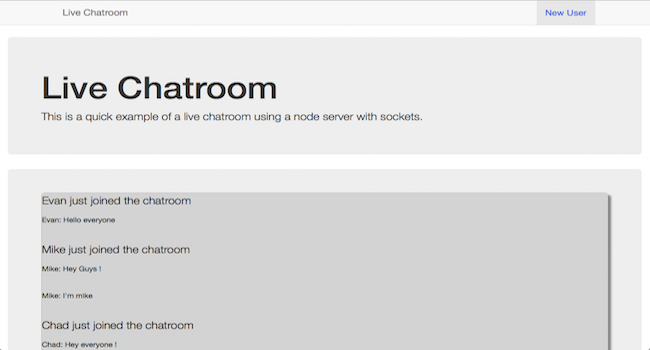 Live Chatroom
New User
Live Chatroom
This is a quick example of a live chatroom using a node server with sockets.
Evan just joined the chatroom
Evan: Hello everyone
Mike just joined the chatroom
Mike: Hey Guys !
Mike: I'm mike
Chad just joined the chatroom
Chad: Hey everyone !